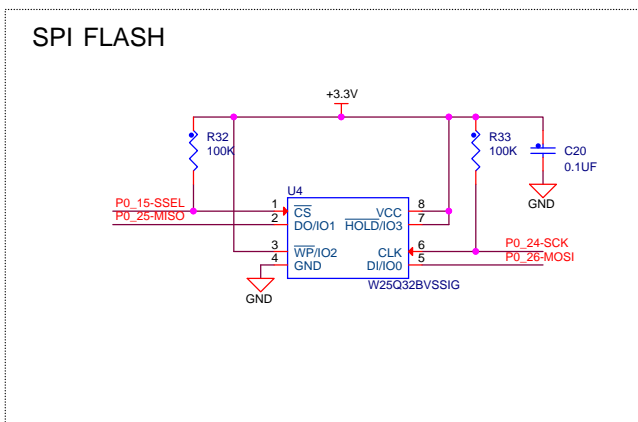 SPI FLASH
+3.3V
R32
100K
R33
100K
C20
0.1UF
GND
U4
P0_15-SSEL
1
CS
VCC
8
P0_25-MISO
2
DO/IO1
HOLD/IO3
7
3
WP/IO2
CLK
6
P0_24-SCK
4
GND
DI/IO0
5
P0_26-MOSI
GND
W25Q32BVSSIG